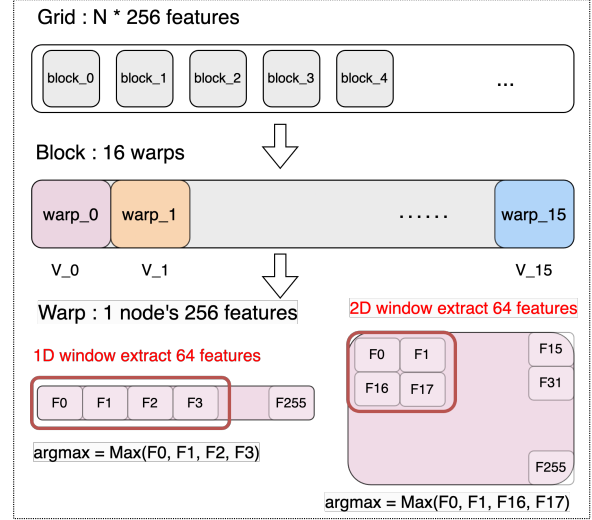 Grid : N * 256 features
block_0 block_1 block_2 block_3 block_4 ...
Block : 16 warps
warp_0 warp_1 ...... warp_15
V_0 V_1 V_15
Warp : 1 node's 256 features
1D window extract 64 features
F0 F1 F2 F3 F255
argmax = Max(F0, F1, F2, F3)
2D window extract 64 features
F0 F1 F15
F16 F17 F31
F255
argmax = Max(F0, F1, F16, F17)